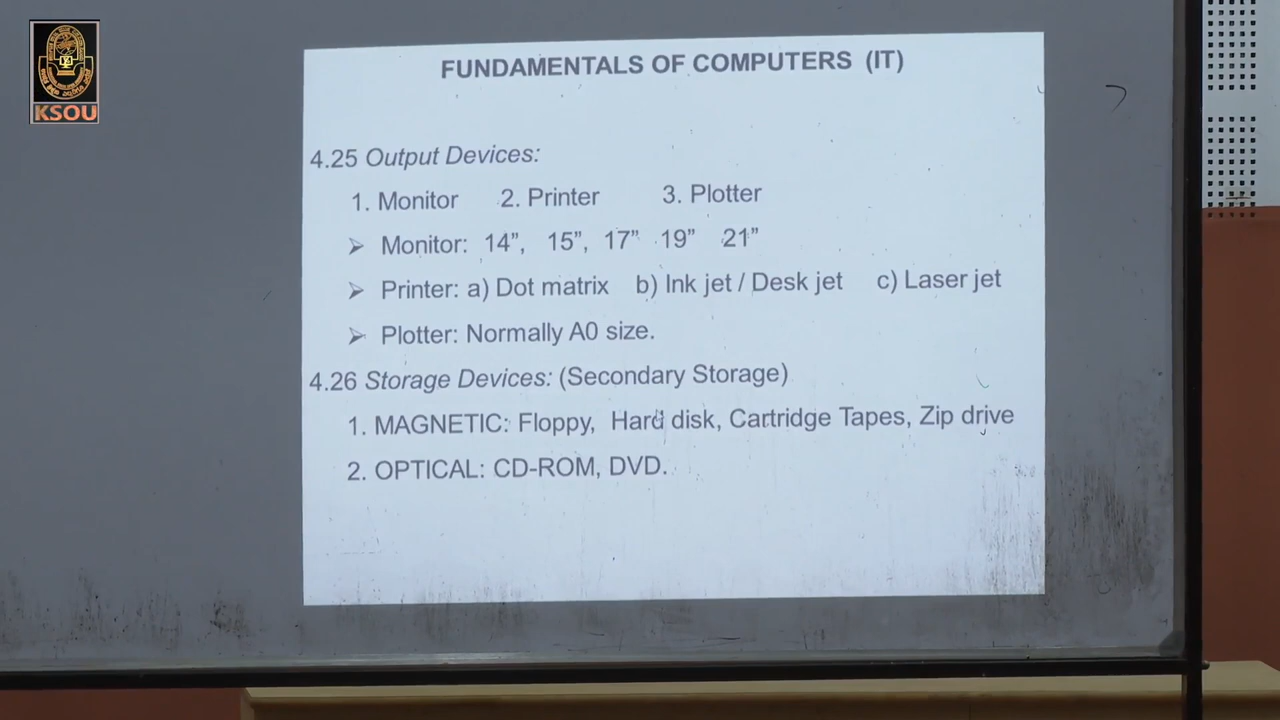 KSOU
FUNDAMENTALS OF COMPUTERS (IT)
4.25 Output Devices:
1. Monitor 2. Printer 3. Plotter
➢ Monitor: 14”, 15”, 17” 19” 21”
➢ Printer: a) Dot matrix b) Ink jet / Desk jet c) Laser jet
➢ Plotter: Normally A0 size.
4.26 Storage Devices: (Secondary Storage)
1. MAGNETIC: Floppy, Hard disk, Cartridge Tapes, Zip drive
2. OPTICAL: CD-ROM, DVD.